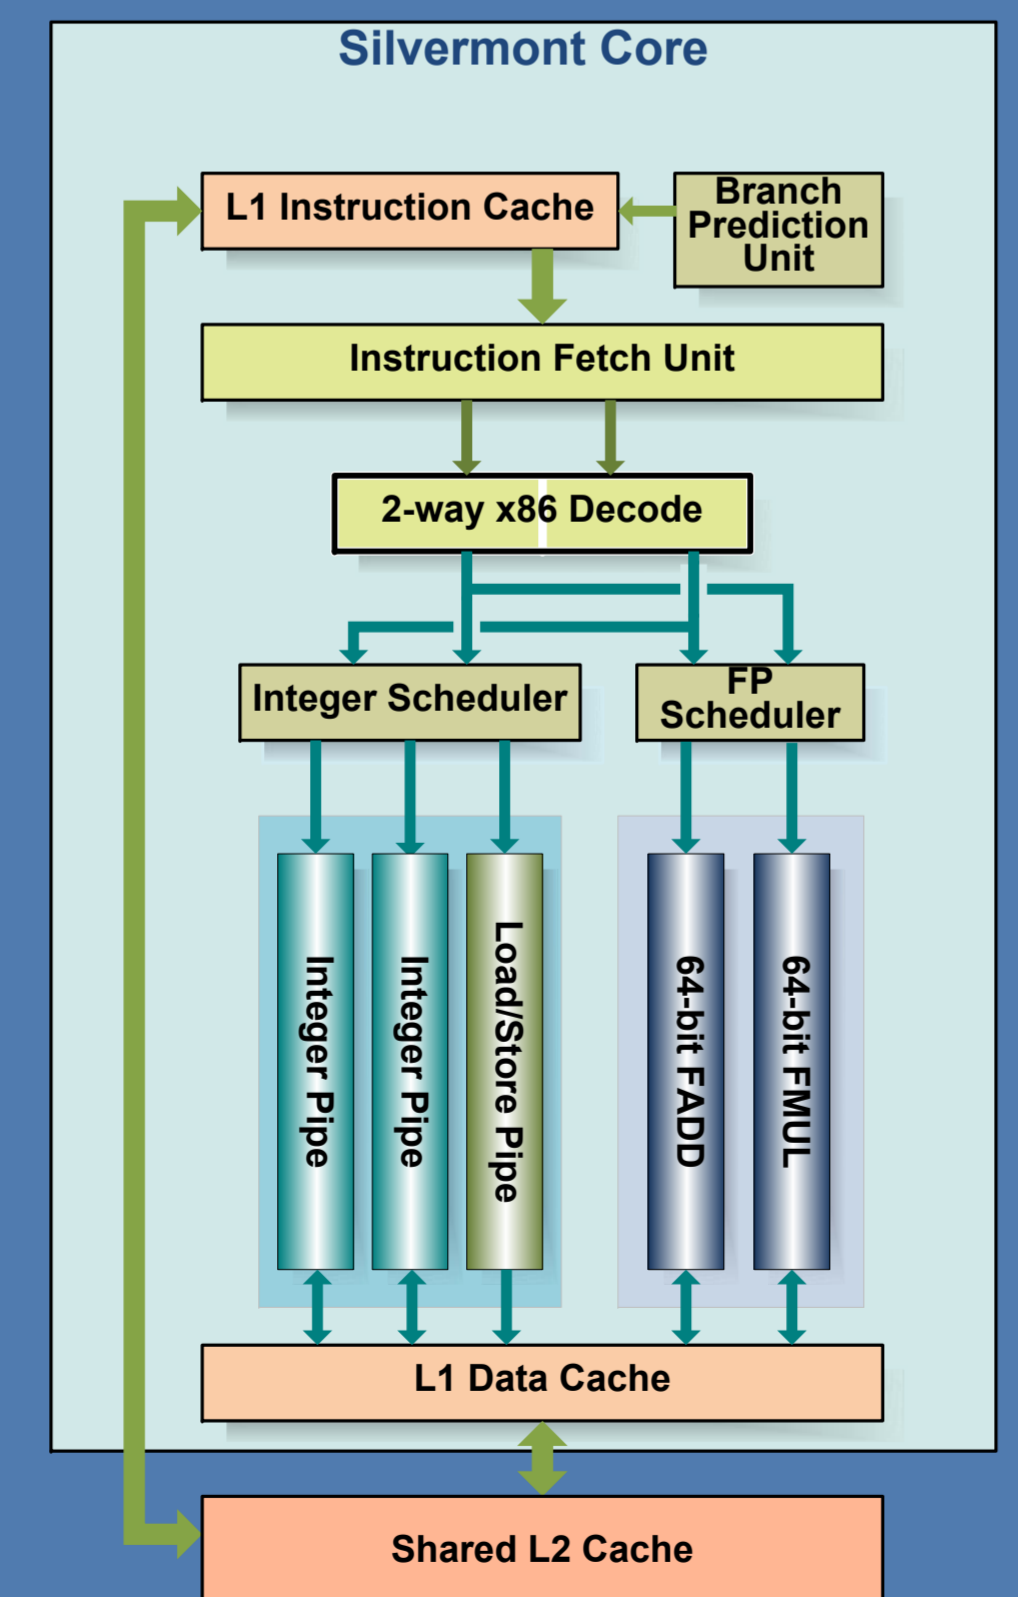 Silvermont Core
L1 Instruction Cache
Branch
Prediction
Unit
Instruction Fetch Unit
2-way x86 Decode
Integer Scheduler
FP
Scheduler
Integer Pipe
Integer Pipe
Load/Store Pipe
64-bit FADD
64-bit FMUL
L1 Data Cache
Shared L2 Cache